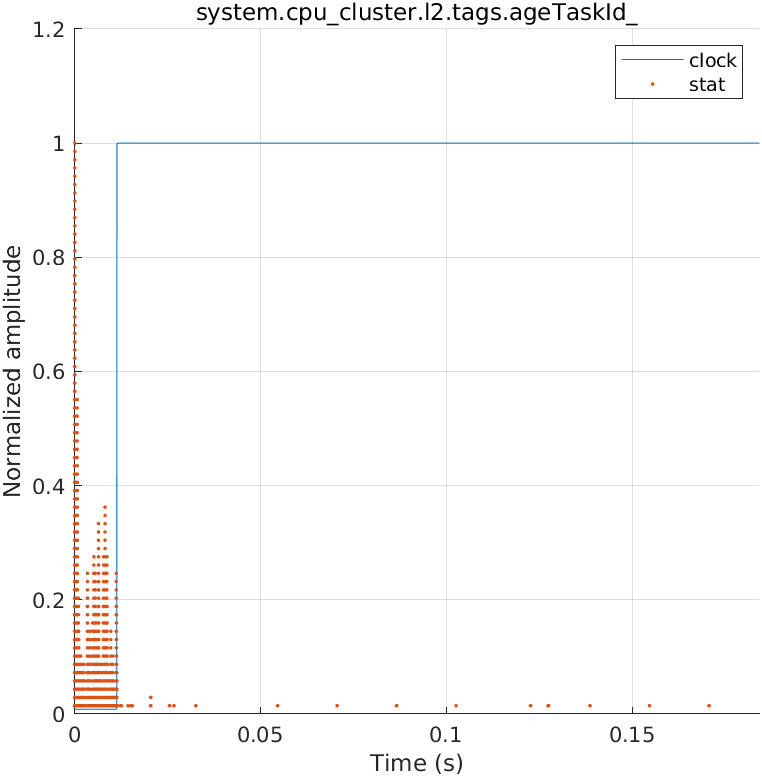 system.cpu_cluster.l2.tags.ageTaskId_
clock
stat
1.2
1
0.8
0.6
0.4
0.2
0
Normalized amplitude
0
0.05
0.1
0.15
Time (s)